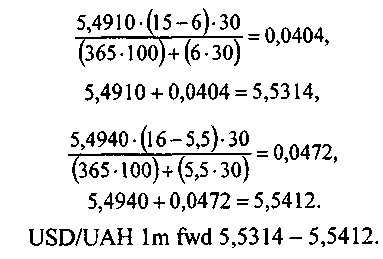 5,4910·(15−6)·30
(365·100)+(6·30) = 0,0404,
5,4910 + 0,0404 = 5,5314,
5,4940·(16−5,5)·30
(365·100)+(5,5·30) = 0,0472,
5,4940 + 0,0472 = 5,5412.
USD/UAH 1m fwd 5,5314 − 5,5412.